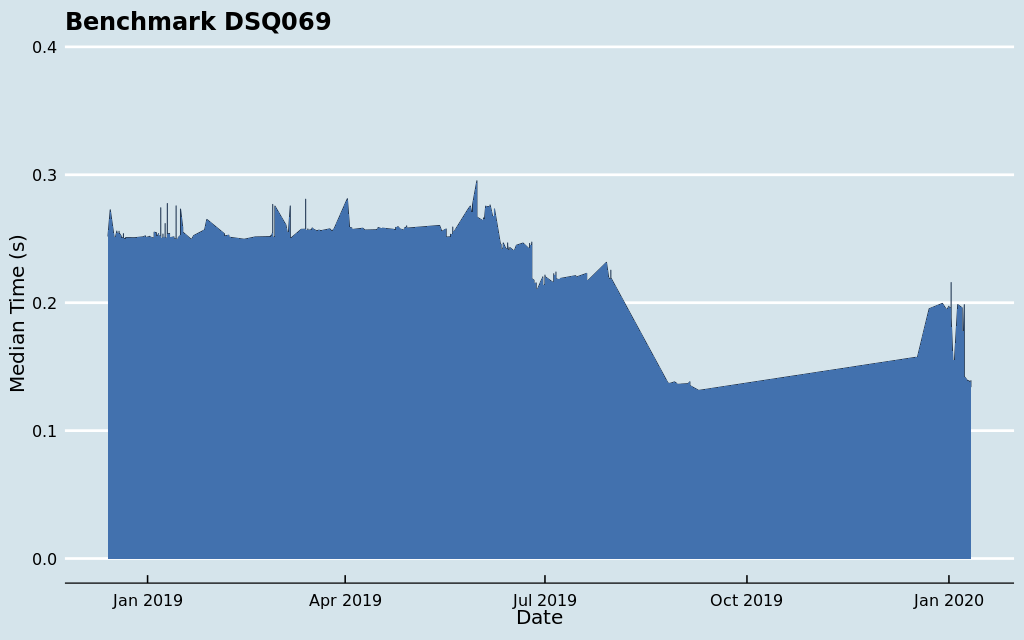 Benchmark DSQ069
0.4
0.3
0.2
0.1
0.0
Median Time (s)
Jan 2019
Apr 2019
Jul 2019
Oct 2019
Jan 2020
Date